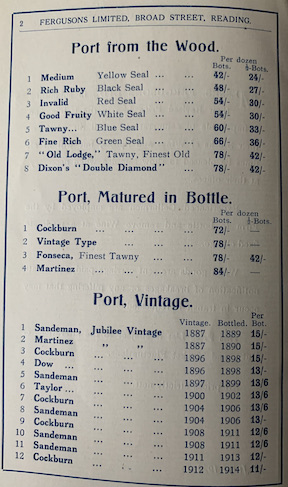 2 FERGUSONS LIMITED, BROAD STREET, READING.
Port from the Wood.
Per dozen
Bots. ½-Bots.
1 Medium Yellow Seal ... ... 42/- 24/-
2 Rich Ruby Black Seal ... ... 48/- 27/-
3 Invalid Red Seal ... ... 54/- 30/-
4 Good Fruity White Seal ... ... 54/- 30/-
5 Tawny... Blue Seal ... ... 60/- 33/-
6 Fine Rich Green Seal ... ... 66/- 36/-
7 "Old Lodge," Tawny, Finest Old 78/- 42/-
8 Dixon's "Double Diamond" ... ... 78/- 42/-
Port, Matured in Bottle.
Per dozen
Bots. ½-Bots.
1 Cockburn ... ... ... ... 72/- —
2 Vintage Type ... ... ... 78/- —
3 Fonseca, Finest Tawny ... ... 78/- 42/-
4 Martinez ... ... ... ... 84/- —
Port, Vintage.
Vintage. Bottled. Per Bot.
1 Sandeman, Jubilee Vintage 1887 1889 15/-
2 Martinez ,, ,, 1887 1890 15/-
3 Cockburn ... ... ... 1896 1898 15/-
4 Dow ... ... ... ... 1896 1898 13/-
5 Sandeman ... ... ... 1897 1899 13/6
6 Taylor ... ... ... ... 1900 1902 13/6
7 Cockburn ... ... ... 1904 1906 12/6
8 Sandeman ... ... ... 1904 1906 13/-
9 Cockburn ... ... ... 1908 1911 12/6
10 Sandeman ... ... ... 1908 1911 12/6
11 Sandeman ... ... ... 1911 1913 12/-
12 Cockburn ... ... ... 1912 1914 11/-